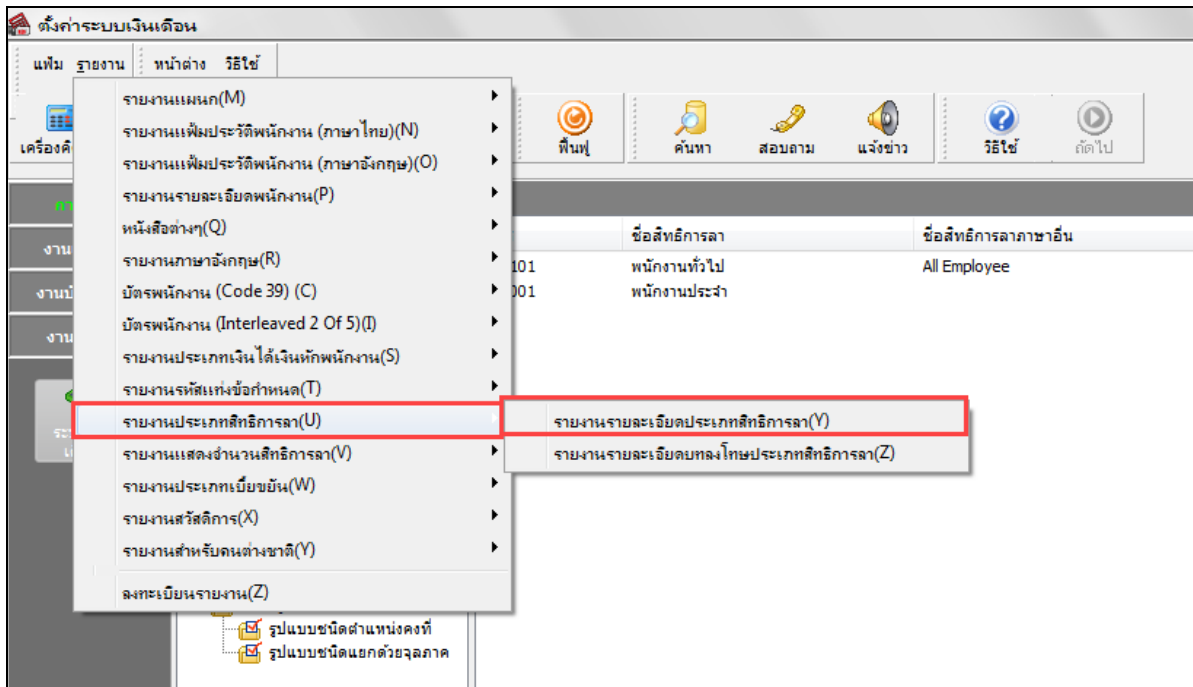 ตั้งค่าระบบเงินเดือน
แฟ้ม รายงาน หน้าต่าง วิธีใช้
เครื่องคิ ฟื้นฟู ค้นหา สอบถาม แจ้งข่าว วิธีใช้ ถัดไป
รายงานแผนก(M)
รายงานแฟ้มประวัติพนักงาน (ภาษาไทย)(N)
รายงานแฟ้มประวัติพนักงาน (ภาษาอังกฤษ)(O)
รายงานรายละเอียดพนักงาน(P)
หนังสือต่างๆ(Q)
รายงานภาษาอังกฤษ(R)
บัตรพนักงาน (Code 39) (C)
บัตรพนักงาน (Interleaved 2 Of 5)(I)
รายงานประเภทเงินได้เงินหักพนักงาน(S)
รายงานรหัสแท่งข้อกำหนด(T)
รายงานประเภทสิทธิการลา(U)
รายงานแสดงจำนวนสิทธิการลา(V)
รายงานประเภทเบี้ยขยัน(W)
รายงานสวัสดิการ(X)
รายงานสำหรับคนต่างชาติ(Y)
ลงทะเบียนรายงาน(Z)
รายงานรายละเอียดประเภทสิทธิการลา(Y)
รายงานรายละเอียดบทลงโทษประเภทสิทธิการลา(Z)
งาน
งานบั
งาน
ชื่อสิทธิการลา ชื่อสิทธิการลาภาษาอื่น
101 พนักงานทั่วไป All Employee
001 พนักงานประจำ
รูปแบบชนิดตำแหน่งคงที่
รูปแบบชนิดแยกด้วยจุลภาค